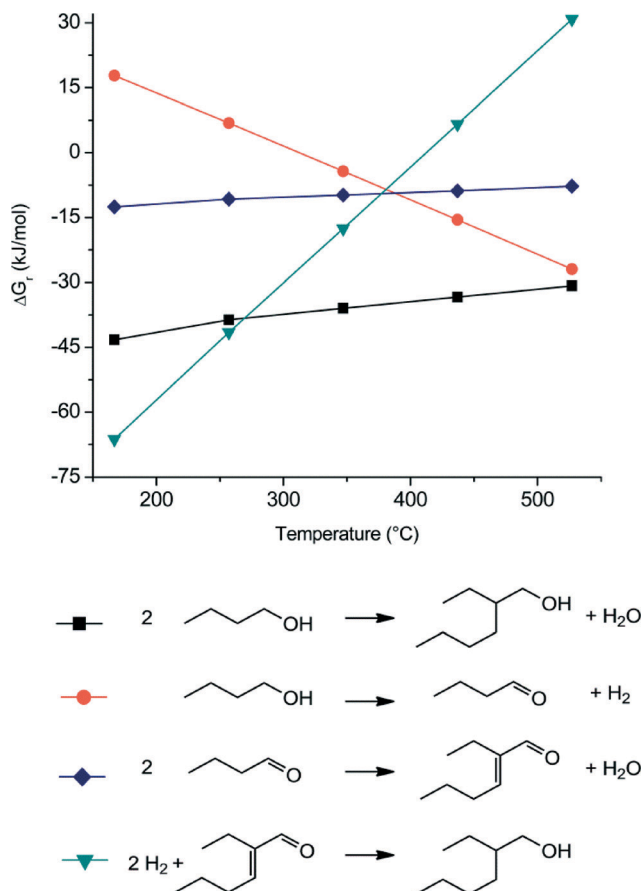 30
15
0
-15
-30
-45
-60
-75
ΔGr (kJ/mol)
200 300 400 500
Temperature (°C)
2 OH OH + H2O
OH O + H2
2 O O + H2O
2 H2 + O OH